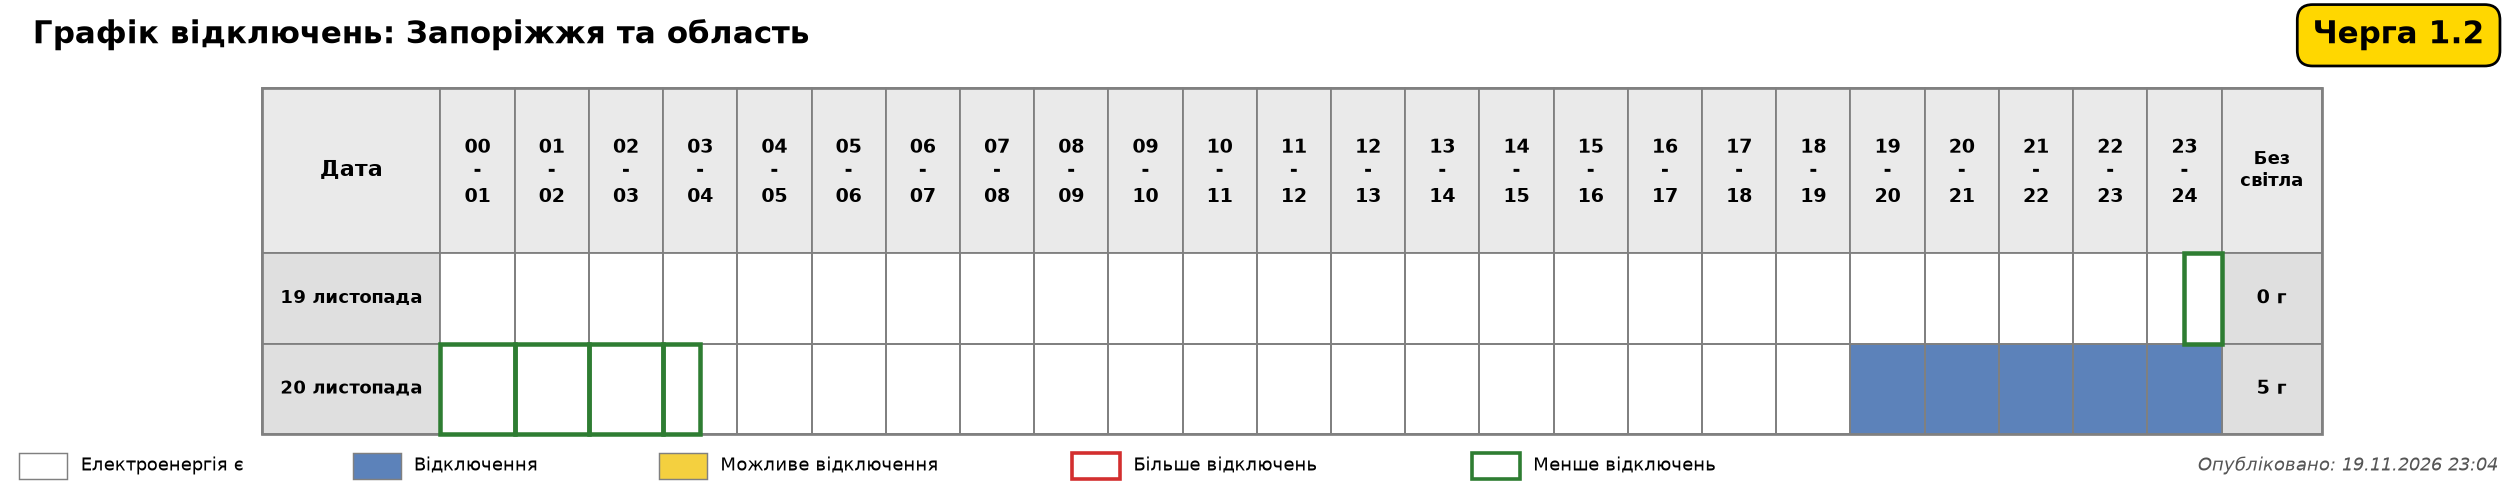 Графік відключень: Запоріжжя та область
Черга 1.2
Дата 00 - 01 01 - 02 02 - 03 03 - 04 04 - 05 05 - 06 06 - 07 07 - 08 08 - 09 09 - 10 10 - 11 11 - 12 12 - 13 13 - 14 14 - 15 15 - 16 16 - 17 17 - 18 18 - 19 19 - 20 20 - 21 21 - 22 22 - 23 23 - 24 Без світла
19 листопада 0 г
20 листопада 5 г
Електроенергія є Відключення Можливе відключення Більше відключень Менше відключень
Опубліковано: 19.11.2026 23:04